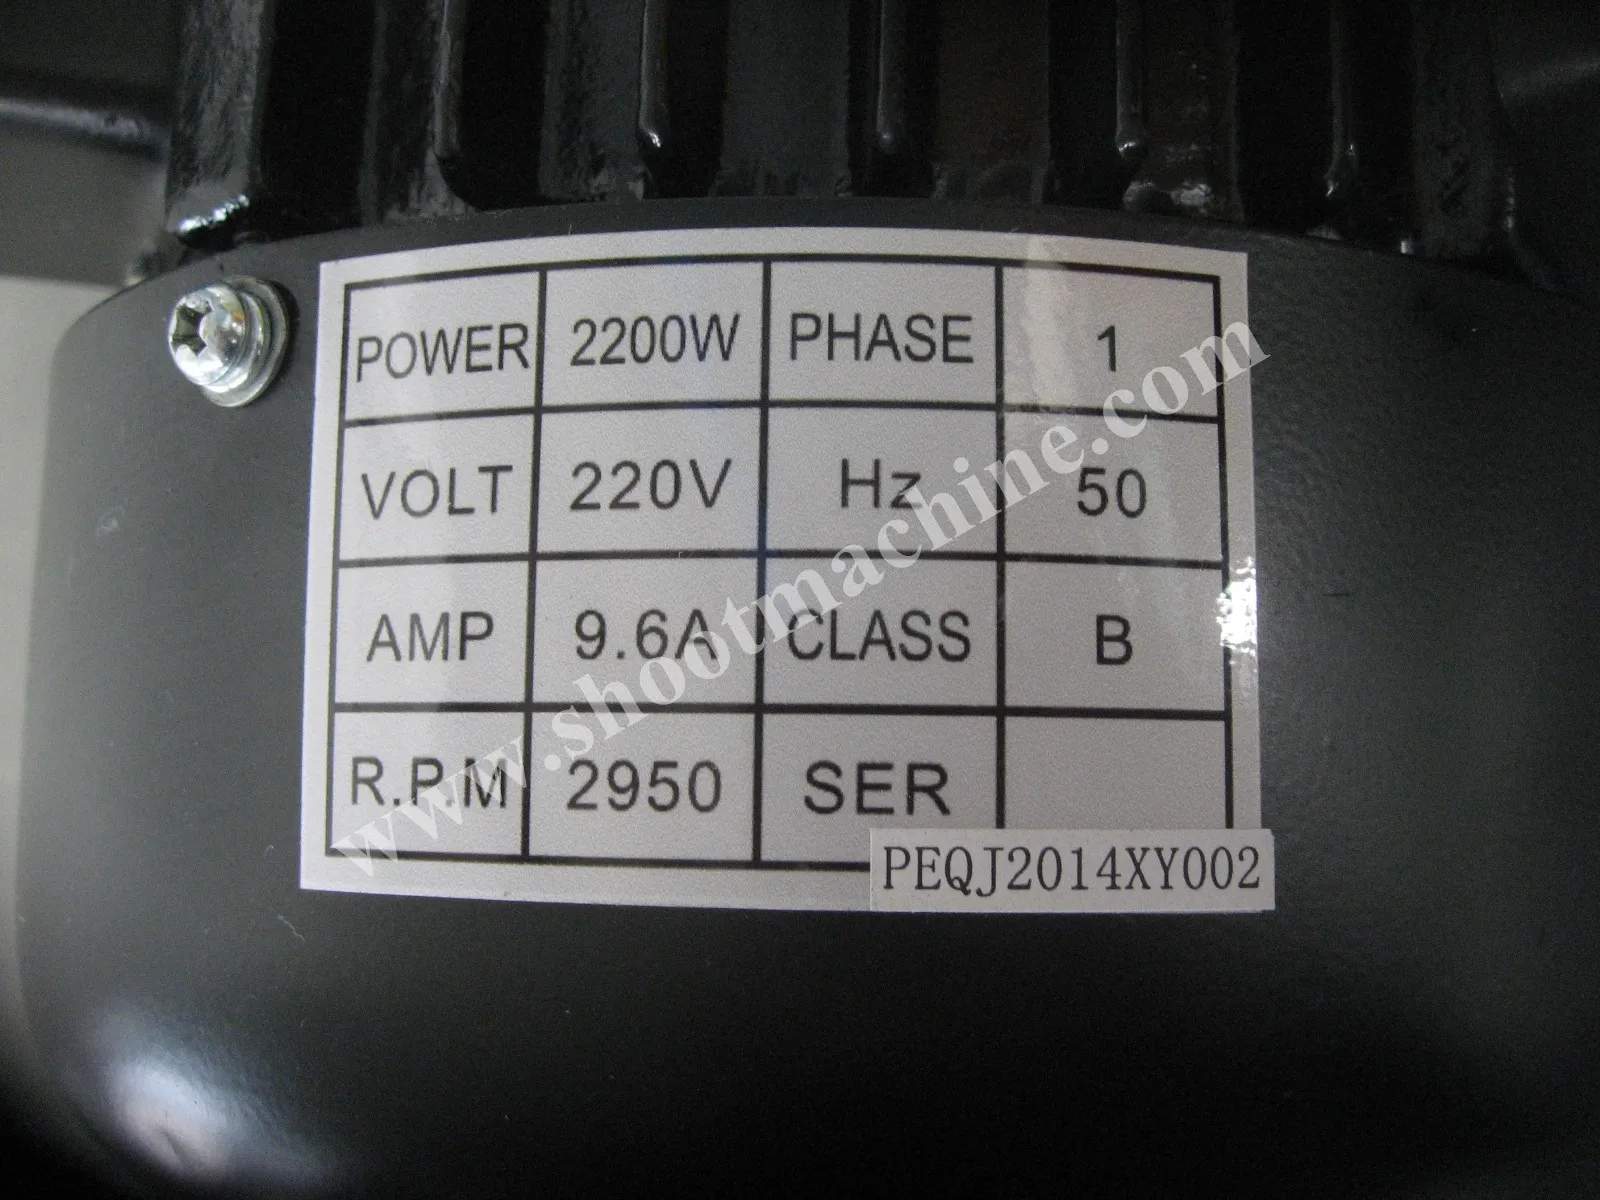 POWER 2200W PHASE 1
VOLT 220V Hz 50
AMP 9.6A CLASS B
R.P.M 2950 SER
PEQJ2014XY002
www.shootmachine.com